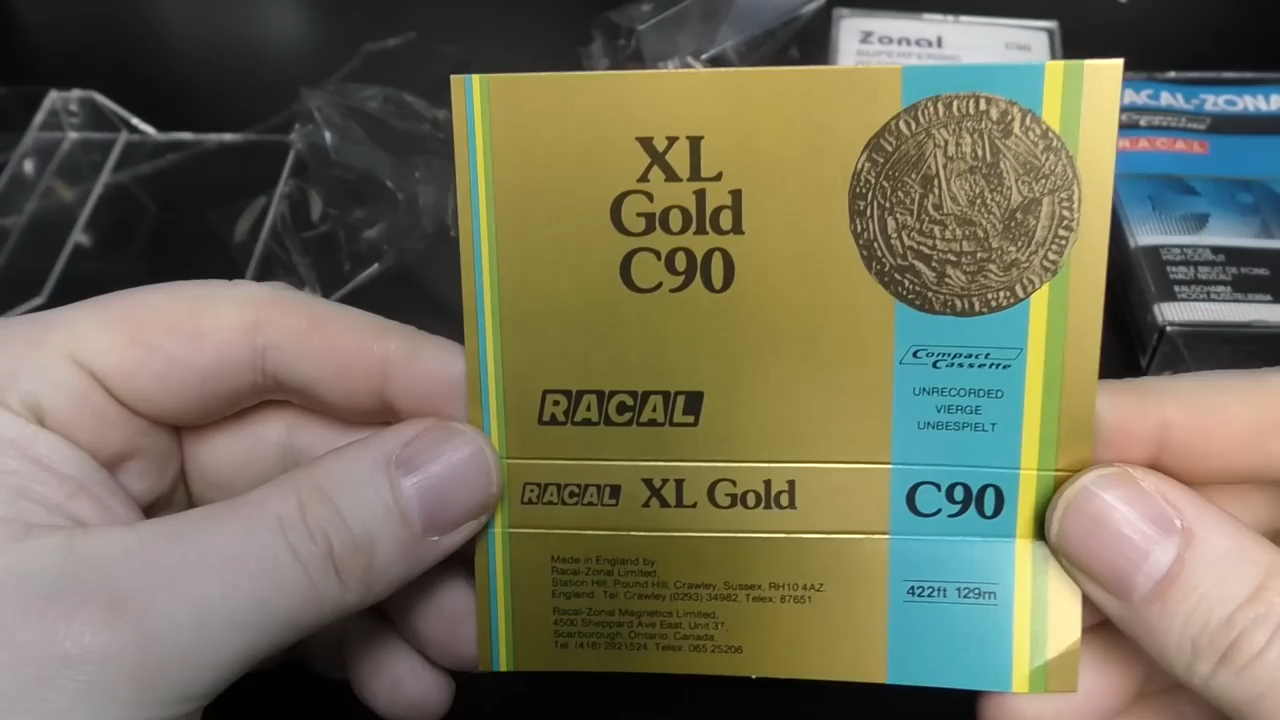 Zonal
C90
SUPERFERRIC
XL
Gold
C90
RACAL
Compact
Cassette
UNRECORDED
VIERGE
UNBESPIELT
RACAL XL Gold
C90
Made in England by:
Racal-Zonal Limited,
Station Hill, Pound Hill, Crawley, Sussex, RH10 4AZ.
England. Tel: Crawley (0293) 34982, Telex: 87651
Racal-Zonal Magnetics Limited,
4500 Sheppard Ave East, Unit 37,
Scarborough, Ontario, Canada.
Tel: (416) 2921524, Telex: 065 25206
422ft 129m
ACAL-ZONA
Compact
Cassette
RACAL
LOW NOISE
HIGH OUTPUT
FAIBLE BRUIT DE FOND
HAUT NIVEAU
RAUSCHARM
HOCH AUSSTEUERBA